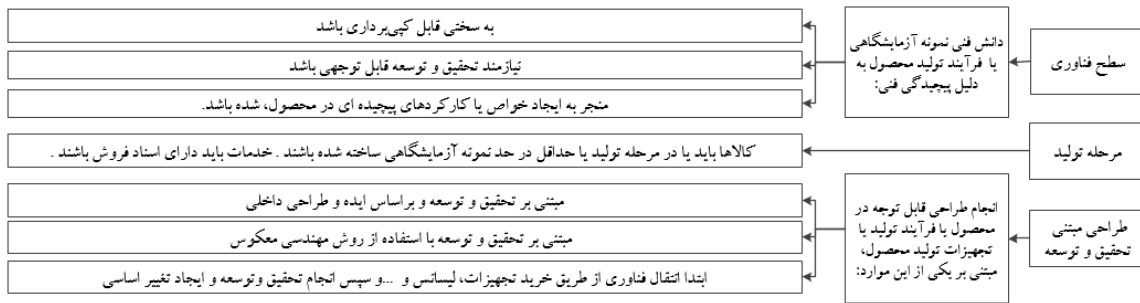 سطح فناوری
دانش فنی نمونه آزمایشگاهی
یا فرآیند تولید محصول به
دلیل پیچیدگی فنی:
به سختی قابل کپی‌برداری باشد
نیازمند تحقیق و توسعه قابل توجهی باشد
منجر به ایجاد خواص یا کارکردهای پیچیده ای در محصول، شده باشد.
مرحله تولید
کالاها باید یا در مرحله تولید یا حداقل در حد نمونه آزمایشگاهی ساخته شده باشند . خدمات باید دارای اسناد فروش باشند .
طراحی مبتنی
تحقیق و توسعه
انجام طراحی قابل توجه در
محصول یا فرآیند تولید یا
تجهیزات تولید محصول،
مبتنی بر یکی از این موارد:
مبتنی بر تحقیق و توسعه و براساس ایده و طراحی داخلی
مبتنی بر تحقیق و توسعه با استفاده از روش مهندسی معکوس
ابتدا انتقال فناوری از طریق خرید تجهیزات، لیسانس و ...و سپس انجام تحقیق وتوسعه و ایجاد تغییر اساسی